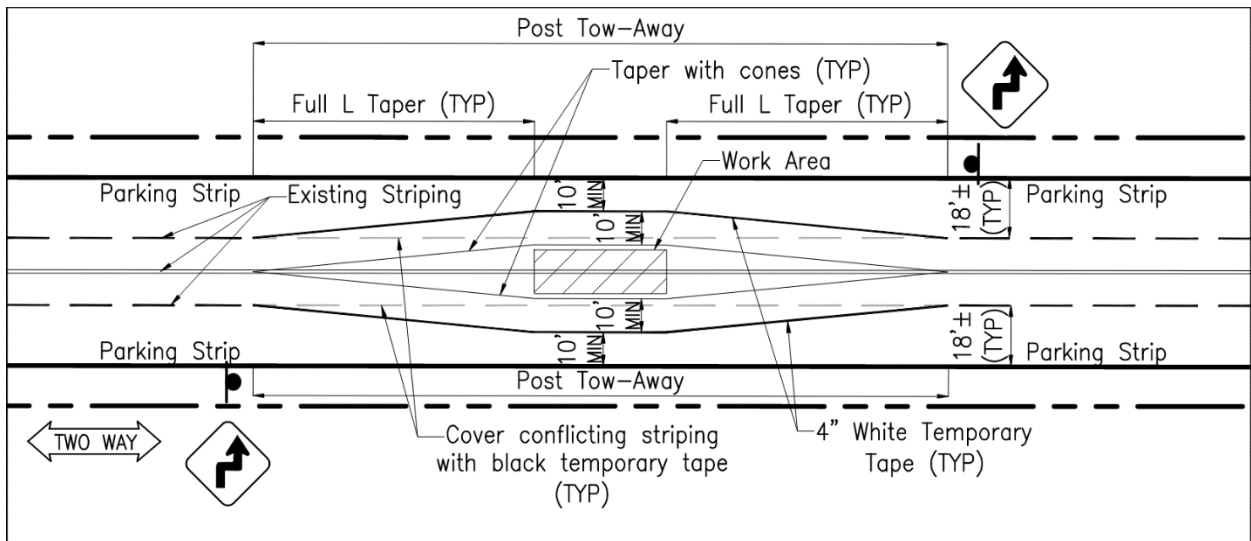 Post Tow-Away
Taper with cones (TYP)
Full L Taper (TYP)
Full L Taper (TYP)
Work Area
Parking Strip
Existing Striping
10'
MIN
18'±
(TYP)
Parking Strip
10'
MIN
10'
MIN
Parking Strip
10'
MIN
18'±
(TYP)
Parking Strip
Post Tow-Away
TWO WAY
Cover conflicting striping
with black temporary tape
(TYP)
4" White Temporary
Tape (TYP)